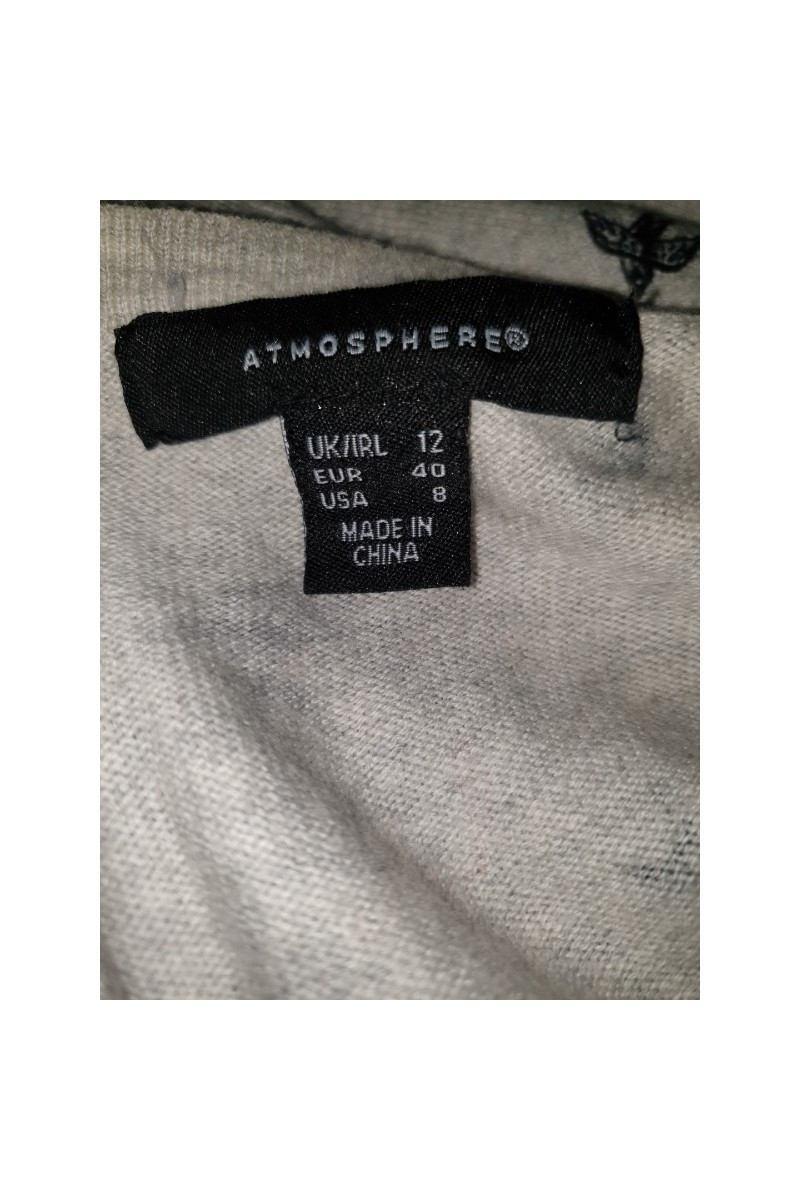 ATMOSPHERE®
UK/IRL 12
EUR 40
USA 8
MADE IN
CHINA